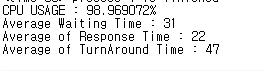 CPU USAGE : 98.969072%
Average Waiting Time : 31
Average of Response Time : 22
Average of TurnAround Time : 47